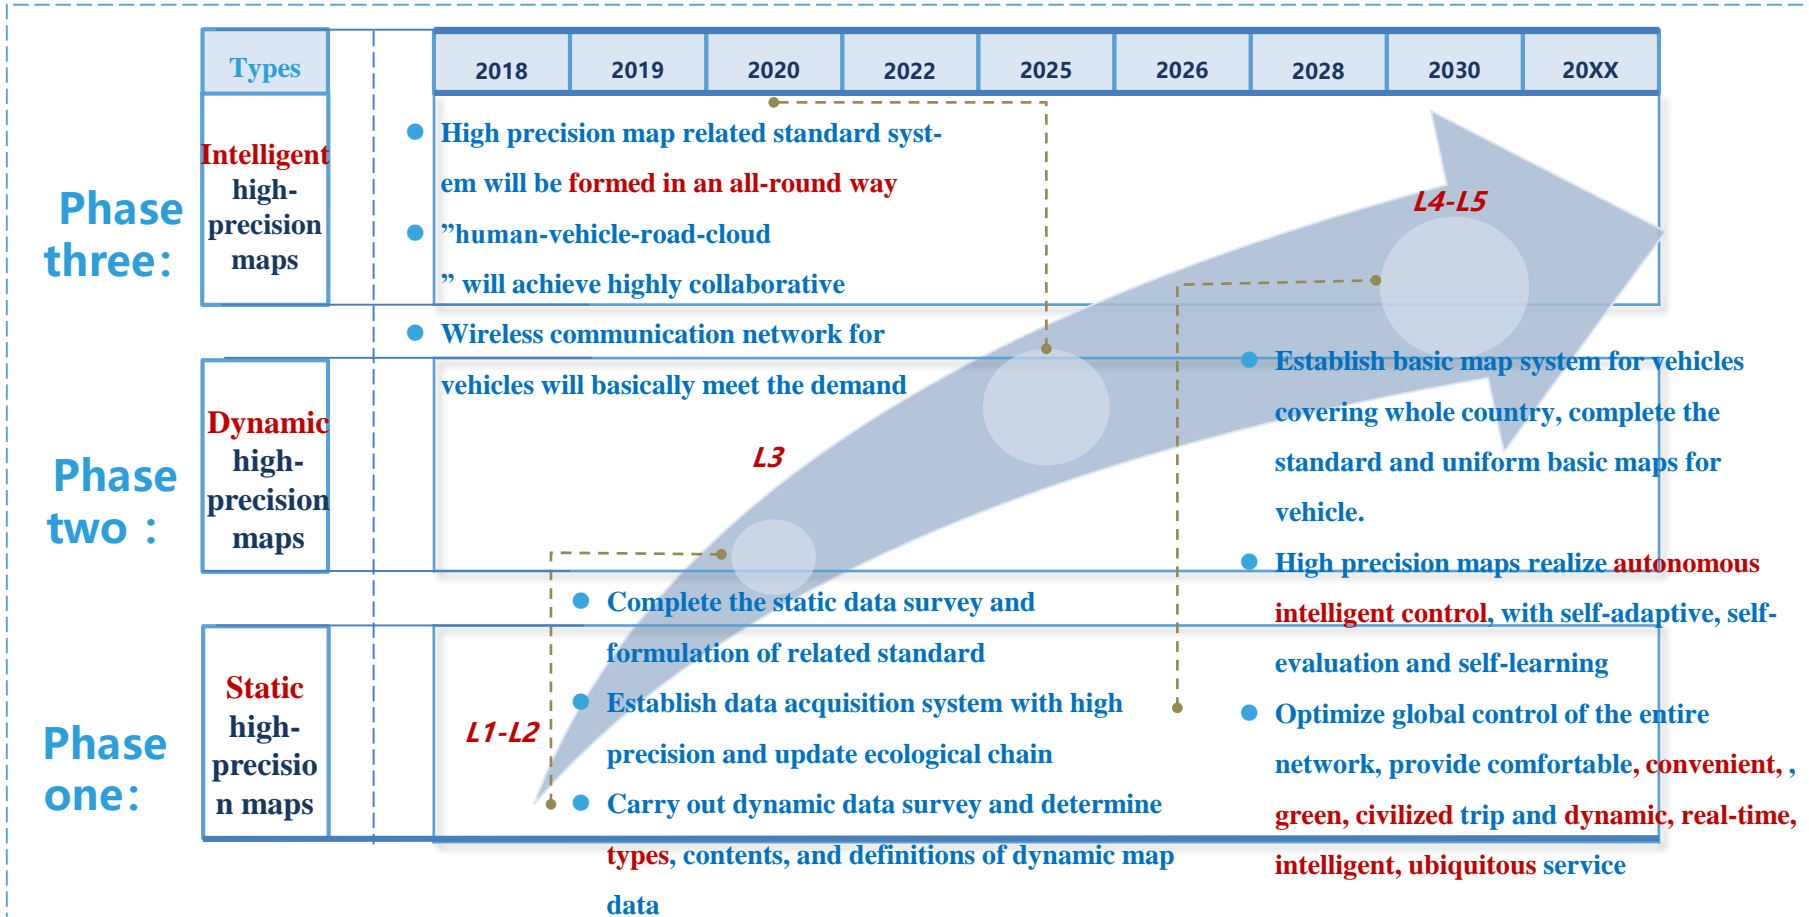 Types
2018 2019 2020 2022 2025 2026 2028 2030 20XX
Phase
three:
Intelligent
high-
precision
maps
High precision map related standard syst-
em will be formed in an all-round way
”human-vehicle-road-cloud
” will achieve highly collaborative
Wireless communication network for
vehicles will basically meet the demand
L4-L5
Phase
two :
Dynamic
high-
precision
maps
L3
Establish basic map system for vehicles
covering whole country, complete the
standard and uniform basic maps for
vehicle.
High precision maps realize autonomous
intelligent control, with self-adaptive, self-
evaluation and self-learning
Optimize global control of the entire
network, provide comfortable, convenient, ,
green, civilized trip and dynamic, real-time,
intelligent, ubiquitous service
Phase
one:
Static
high-
precisio
n maps
L1-L2
Complete the static data survey and
formulation of related standard
Establish data acquisition system with high
precision and update ecological chain
Carry out dynamic data survey and determine
types, contents, and definitions of dynamic map
data